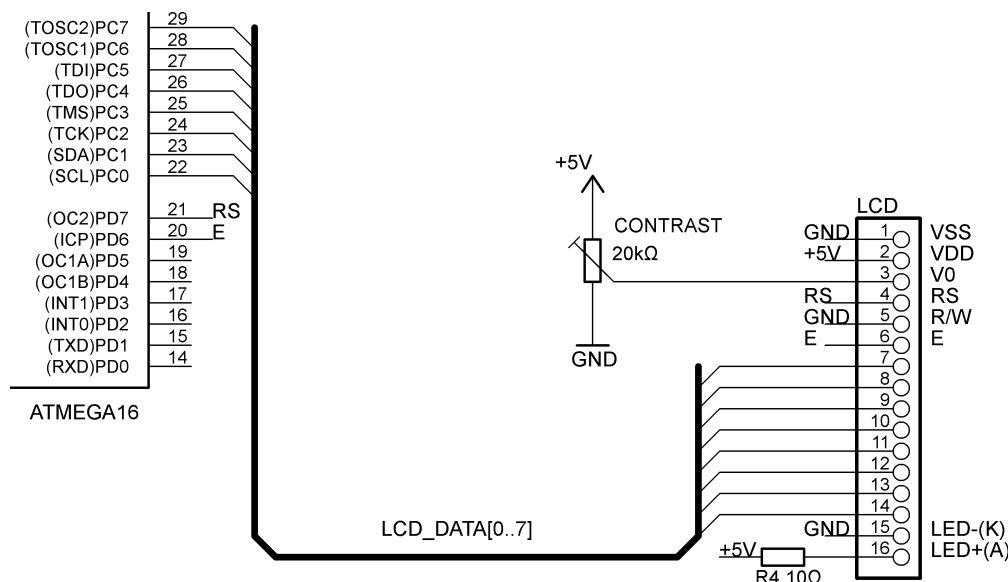 (TOSC2)PC7 29
(TOSC1)PC6 28
(TDI)PC5 27
(TDO)PC4 26
(TMS)PC3 25
(TCK)PC2 24
(SDA)PC1 23
(SCL)PC0 22
(OC2)PD7 21 RS
(ICP)PD6 20 E
(OC1A)PD5 19
(OC1B)PD4 18
(INT1)PD3 17
(INT0)PD2 16
(TXD)PD1 15
(RXD)PD0 14
ATMEGA16
+5V
CONTRAST
20kΩ
GND
LCD_DATA[0..7]
LCD
GND 1 VSS
+5V 2 VDD
3 V0
RS 4 RS
GND 5 R/W
E 6 E
7
8
9
10
11
12
13
14
GND 15 LED-(K)
+5V 16 LED+(A)
R4 10Ω